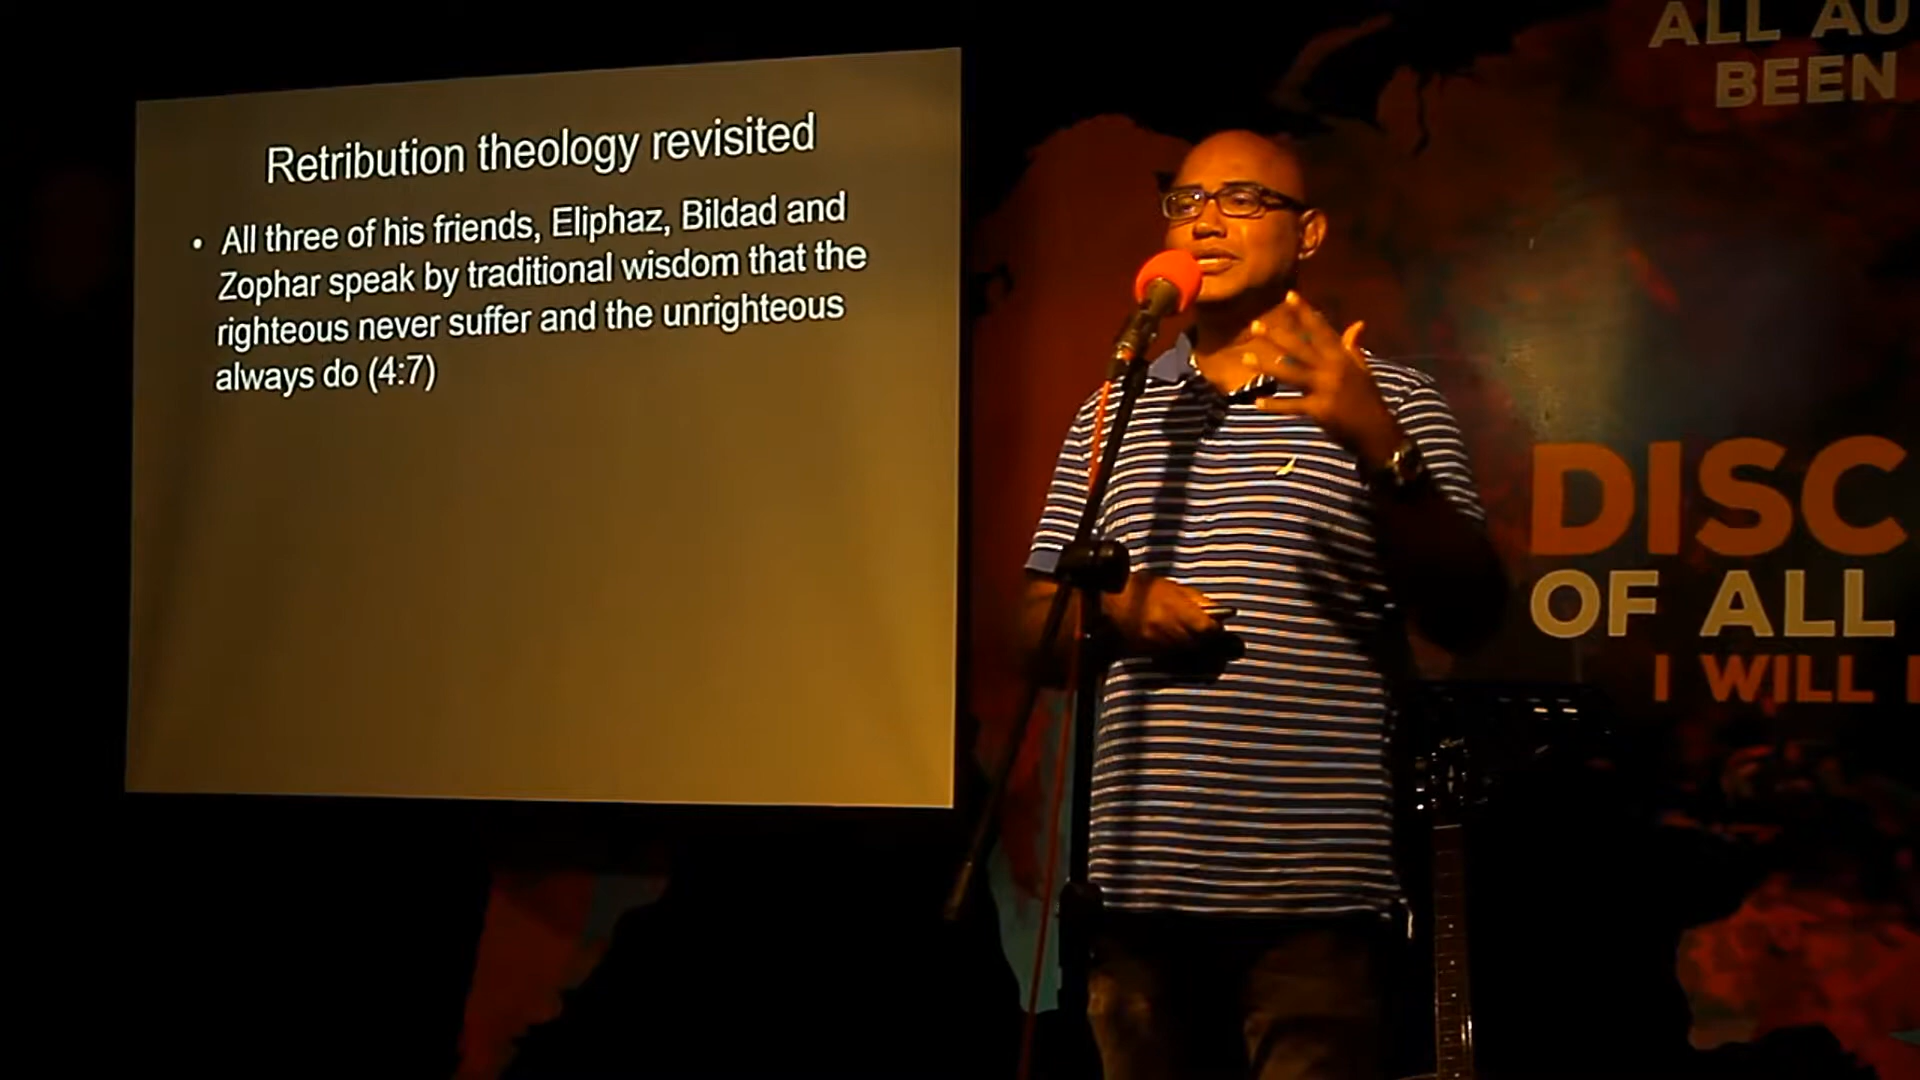 Retribution theology revisited
• All three of his friends, Eliphaz, Bildad and
Zophar speak by traditional wisdom that the
righteous never suffer and the unrighteous
always do (4:7)
ALL AU
BEEN
DISC
OF ALL
I WILL